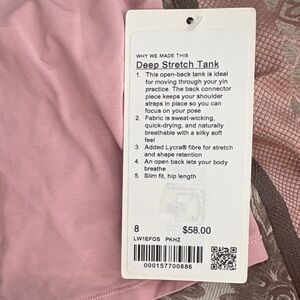 WHY WE MADE THIS
Deep Stretch Tank
1. This open-back tank is ideal
for moving through your yin
practice. The back connector
piece keeps your shoulder
straps in place so you can
focus on your pose
2. Fabric is sweat-wicking,
quick-drying, and naturally
breathable with a silky soft
feel
3. Added Lycra® fibre for stretch
and shape retention
4. An open back lets your body
breathe
5. Slim fit, hip length
8 $58.00
LW1EFOS PKHZ
000157700886